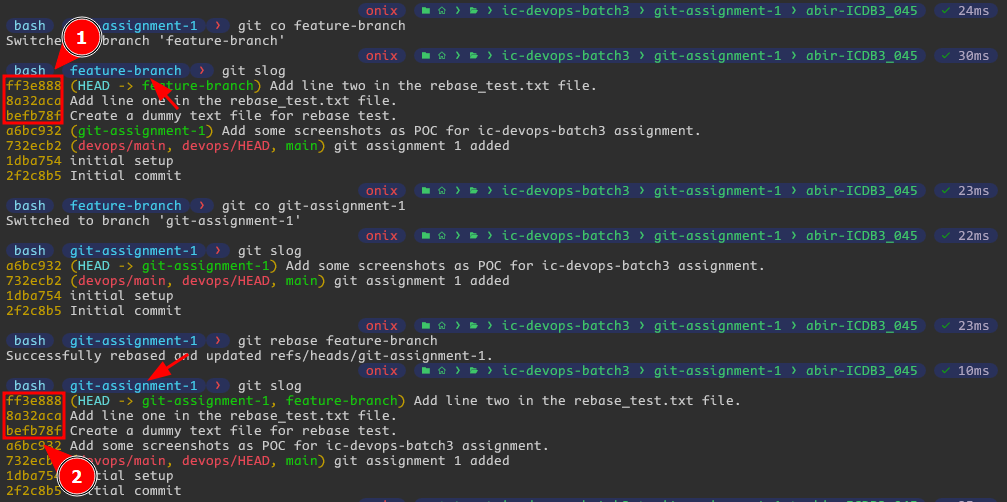 onix ic-devops-batch3 ❯ git-assignment-1 ❯ abir-ICDB3_045 ✓ 24ms
bash git-assignment-1 ❯ git co feature-branch
Switched branch 'feature-branch'
1
onix ic-devops-batch3 ❯ git-assignment-1 ❯ abir-ICDB3_045 ✓ 30ms
bash feature-branch ❯ git slog
ff3e888 (HEAD -> feature-branch) Add line two in the rebase_test.txt file.
8a32aca Add line one in the rebase_test.txt file.
befb78f Create a dummy text file for rebase test.
a6bc932 (git-assignment-1) Add some screenshots as POC for ic-devops-batch3 assignment.
732ecb2 (devops/main, devops/HEAD, main) git assignment 1 added
1dba754 initial setup
2f2c8b5 Initial commit
onix ic-devops-batch3 ❯ git-assignment-1 ❯ abir-ICDB3_045 ✓ 23ms
bash feature-branch ❯ git co git-assignment-1
Switched to branch 'git-assignment-1'
onix ic-devops-batch3 ❯ git-assignment-1 ❯ abir-ICDB3_045 ✓ 22ms
bash git-assignment-1 ❯ git slog
a6bc932 (HEAD -> git-assignment-1) Add some screenshots as POC for ic-devops-batch3 assignment.
732ecb2 (devops/main, devops/HEAD, main) git assignment 1 added
1dba754 initial setup
2f2c8b5 Initial commit
onix ic-devops-batch3 ❯ git-assignment-1 ❯ abir-ICDB3_045 ✓ 23ms
bash git-assignment-1 ❯ git rebase feature-branch
Successfully rebased and updated refs/heads/git-assignment-1.
onix ic-devops-batch3 ❯ git-assignment-1 ❯ abir-ICDB3_045 ✓ 10ms
bash git-assignment-1 ❯ git slog
ff3e888 (HEAD -> git-assignment-1, feature-branch) Add line two in the rebase_test.txt file.
8a32aca Add line one in the rebase_test.txt file.
befb78f Create a dummy text file for rebase test.
a6bc932 Add some screenshots as POC for ic-devops-batch3 assignment.
732ecb2 (devops/main, devops/HEAD, main) git assignment 1 added
2
1dba754 initial setup
2f2c8b5 Initial commit